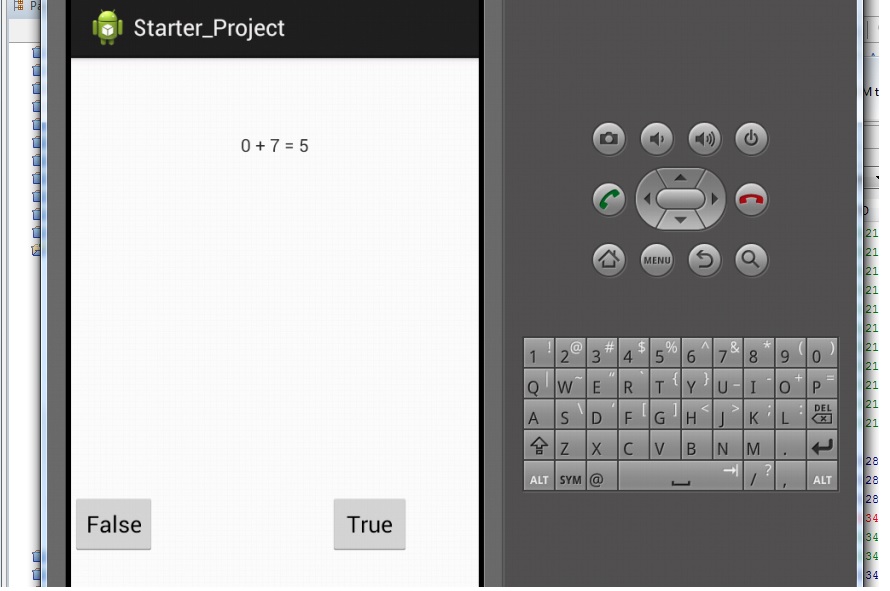 Pa
Starter_Project
0 + 7 = 5
False
True
MENU
1 ! 2 @ 3 # 4 $ 5 % 6 ^ 7 & 8 * 9 ( 0 )
Q | W ~ E " R ` T { Y } U _ I - O + P =
A S \ D ' F [ G ] H < J > K ; L : DEL
Z X C V B N M .
ALT SYM @ / ? , ALT
M t
21
21
21
21
21
21
21
21
21
21
21
28
28
28
34
34
34
34